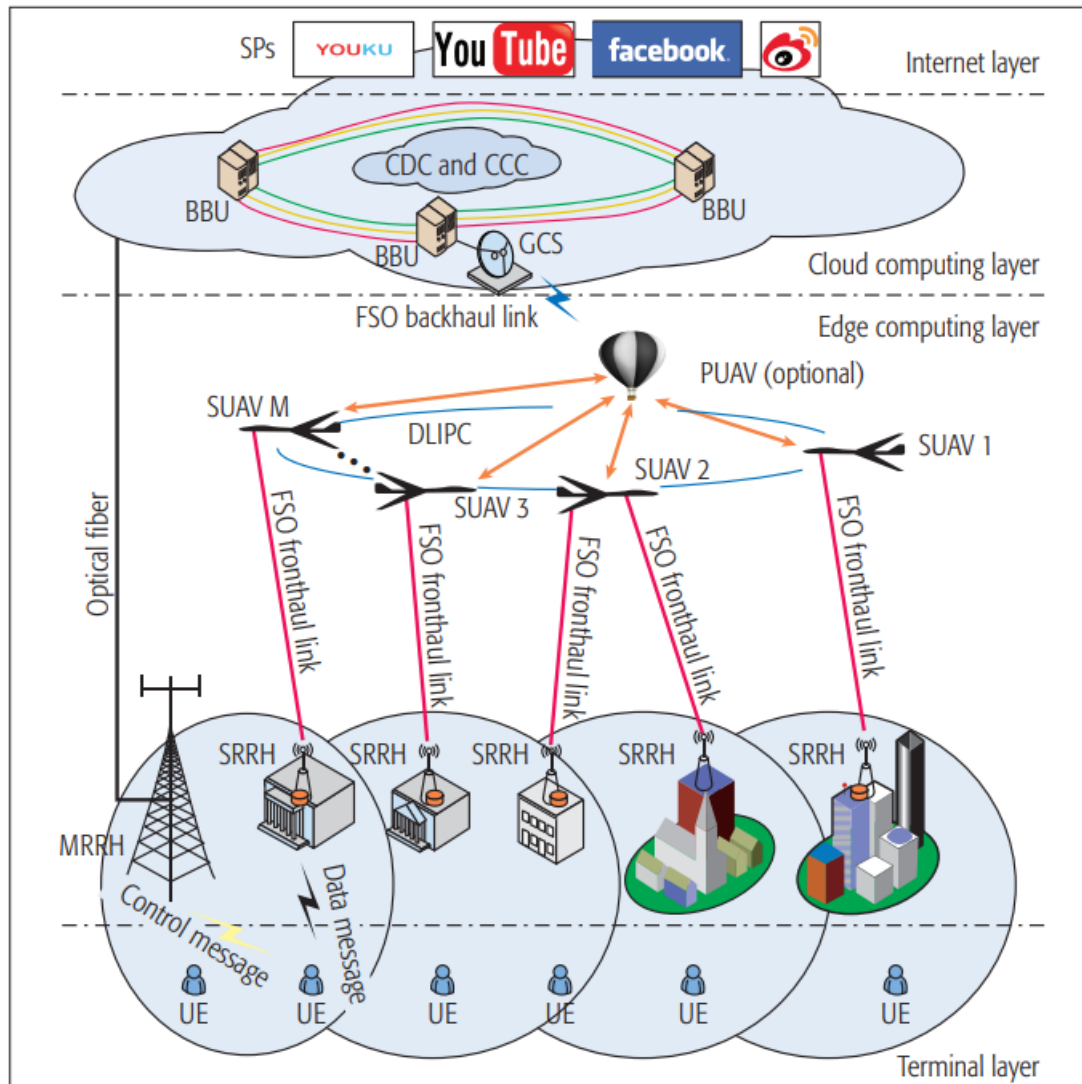 SPs
YOUKU
YouTube
facebook.
Internet layer
CDC and CCC
BBU
BBU
BBU
GCS
Cloud computing layer
FSO backhaul link
Edge computing layer
PUAV (optional)
SUAV M
DLIPC
SUAV 1
SUAV 2
SUAV 3
Optical fiber
FSO fronthaul link
FSO fronthaul link
FSO fronthaul link
FSO fronthaul link
FSO fronthaul link
SRRH
SRRH
SRRH
SRRH
SRRH
MRRH
Control message
Data message
UE
UE
UE
UE
UE
UE
Terminal layer